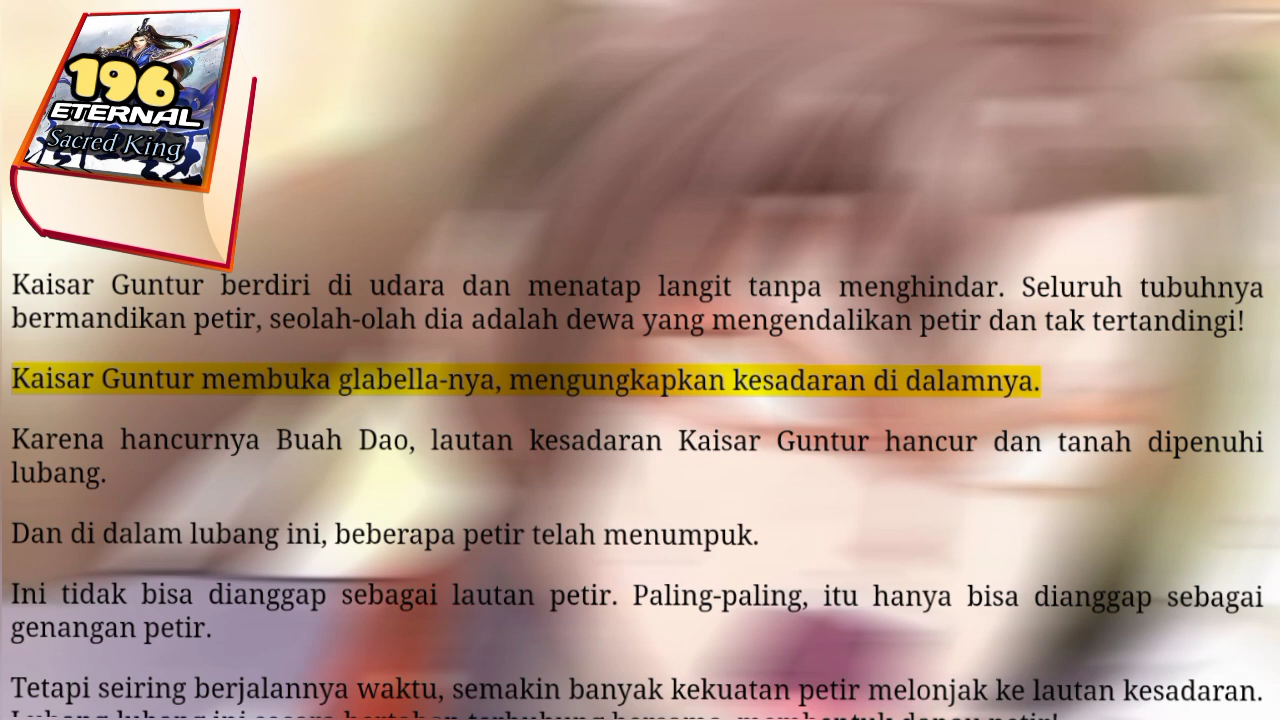 196
ETERNAL
Sacred King
Kaisar Guntur berdiri di udara dan menatap langit tanpa menghindar. Seluruh tubuhnya
bermandikan petir, seolah-olah dia adalah dewa yang mengendalikan petir dan tak tertandingi!
Kaisar Guntur membuka glabella-nya, mengungkapkan kesadaran di dalamnya.
Karena hancurnya Buah Dao, lautan kesadaran Kaisar Guntur hancur dan tanah dipenuhi
lubang.
Dan di dalam lubang ini, beberapa petir telah menumpuk.
Ini tidak bisa dianggap sebagai lautan petir. Paling-paling, itu hanya bisa dianggap sebagai
genangan petir.
Tetapi seiring berjalannya waktu, semakin banyak kekuatan petir melonjak ke lautan kesadaran.